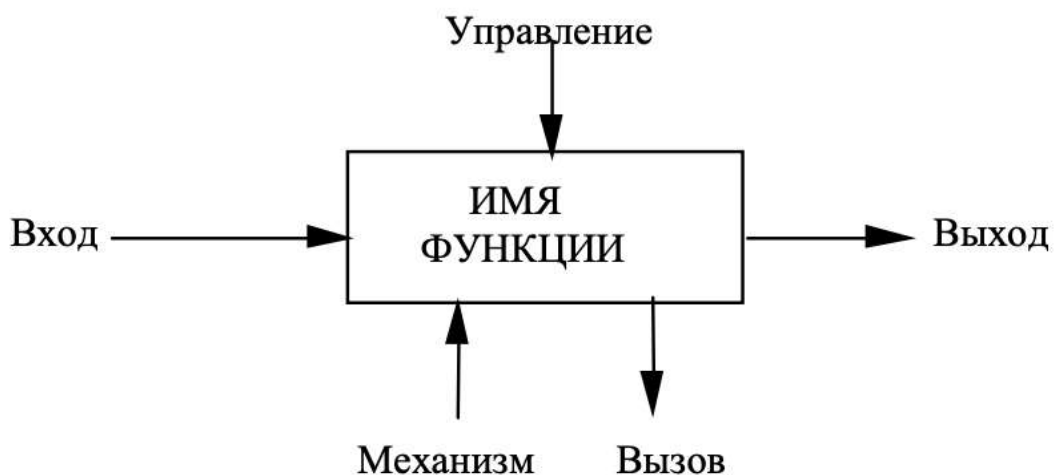 Управление
ИМЯ
ФУНКЦИИ
Вход
Выход
Механизм
Вызов